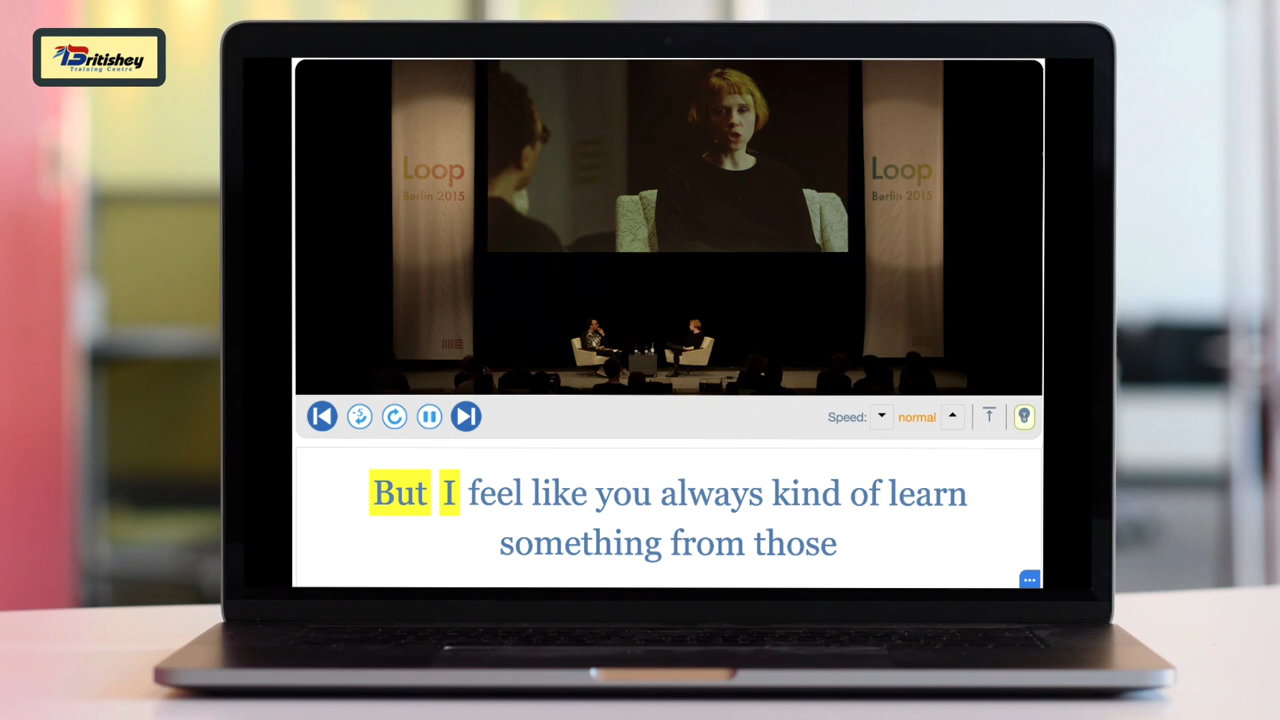 Britishey
Training Centre
Loop
Berlin 2015
Loop
Berlin 2015
-5
Speed:
normal
But I feel like you always kind of learn
something from those